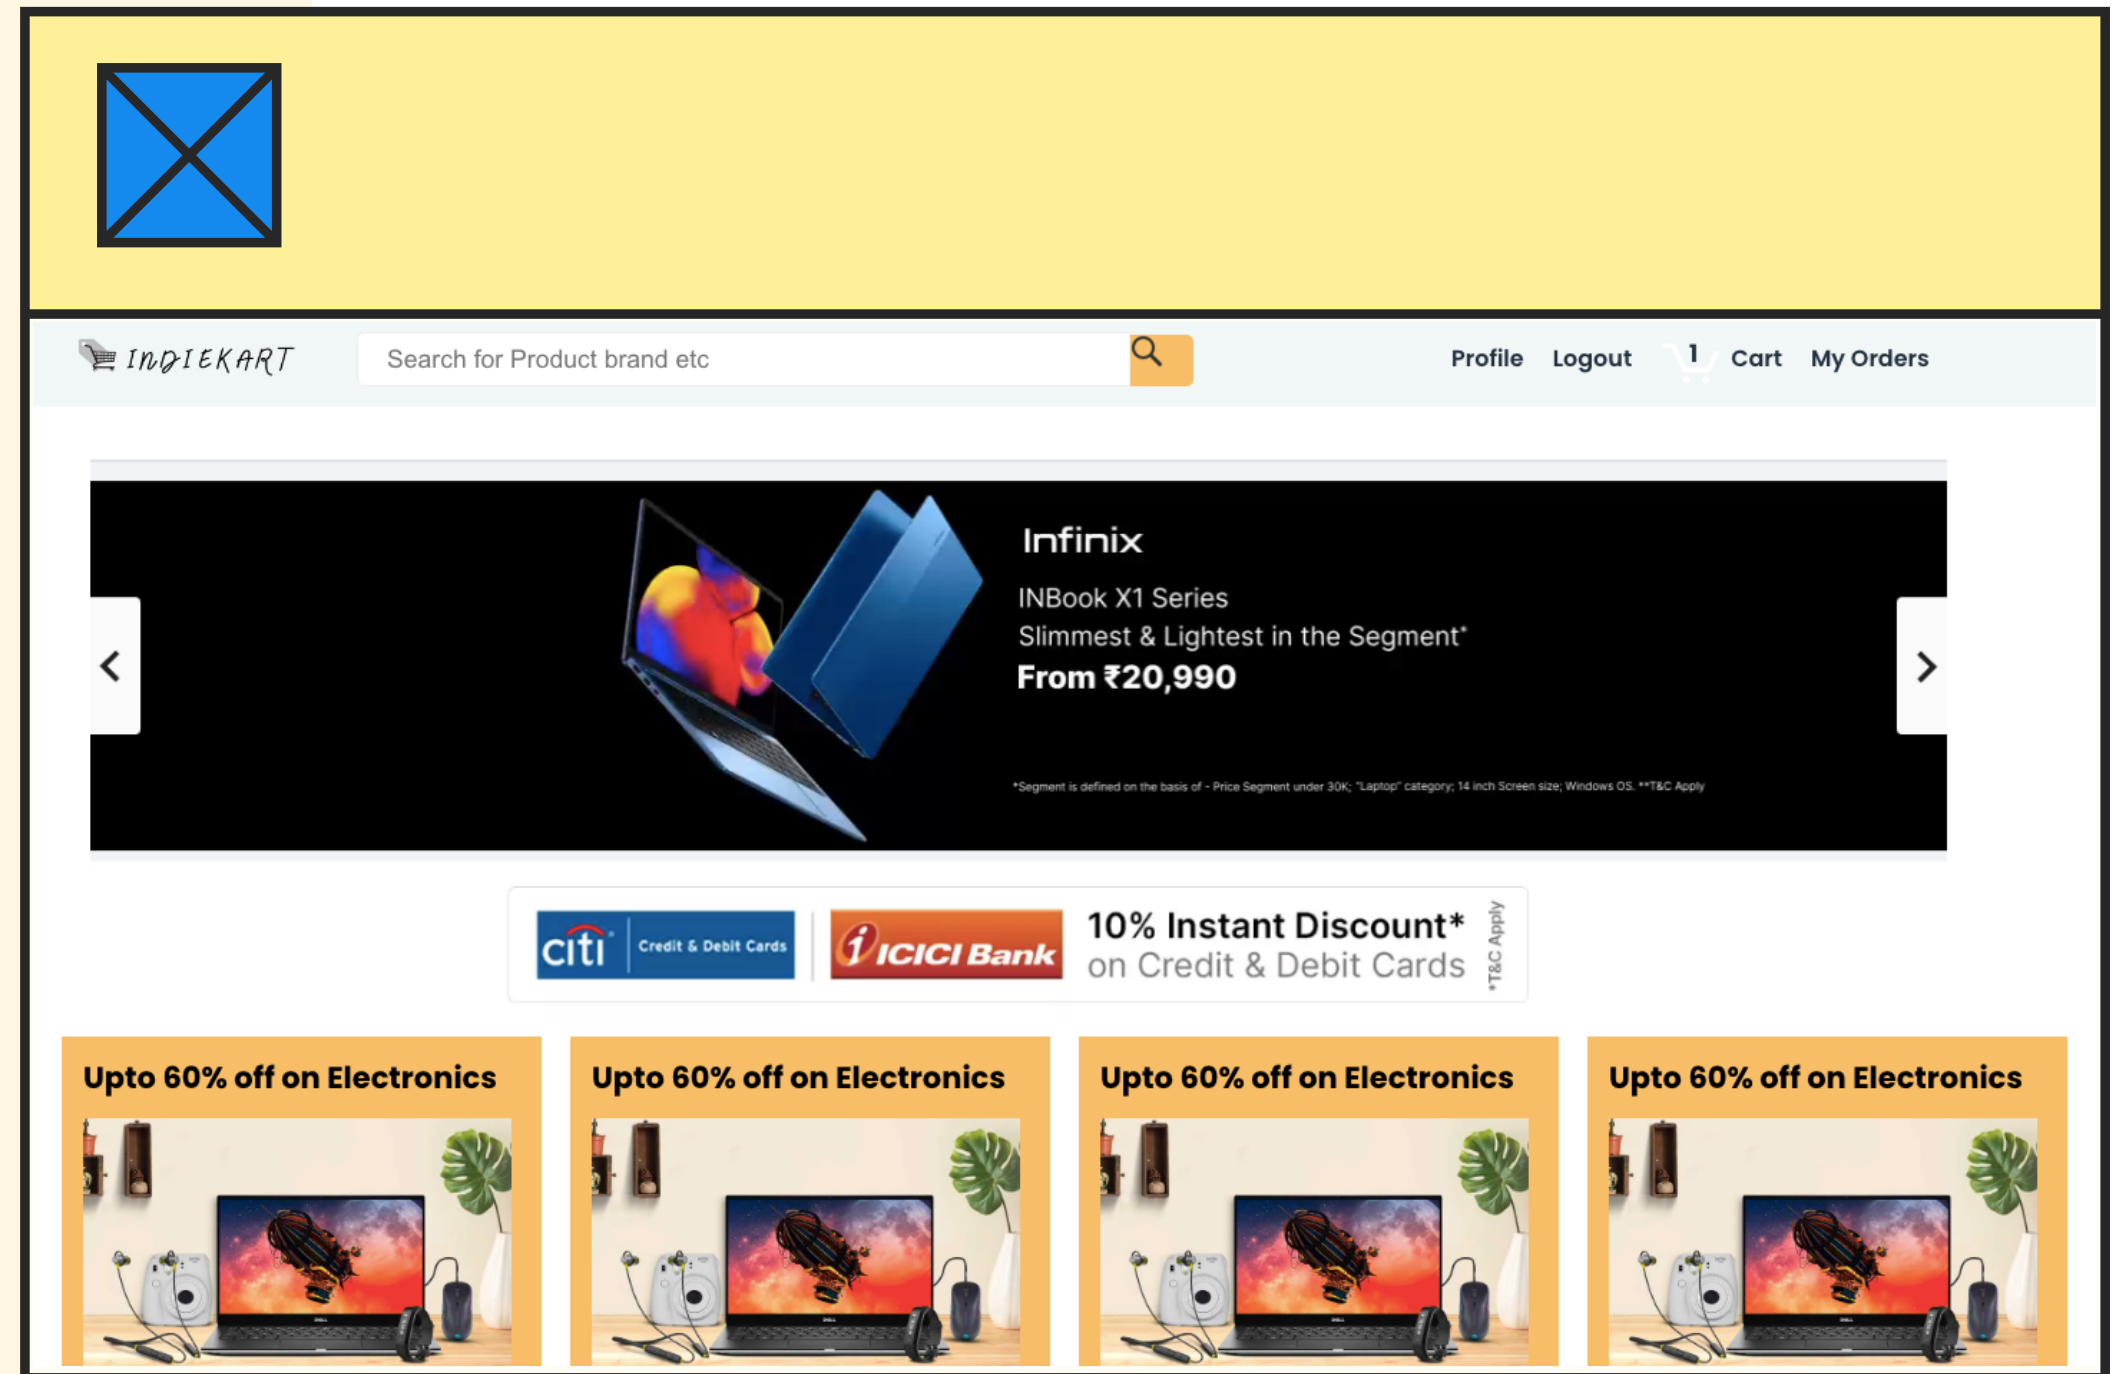 INDIEKART
Search for Product brand etc
Profile Logout 1 Cart My Orders
Infinix
INBook X1 Series
Slimmest & Lightest in the Segment*
From ₹20,990
*Segment is defined on the basis of - Price Segment under 30K; "Laptop" category; 14 inch Screen size; Windows OS. **T&C Apply
citi Credit & Debit Cards
ICICI Bank
10% Instant Discount*
on Credit & Debit Cards
*T&C Apply
Upto 60% off on Electronics
Upto 60% off on Electronics
Upto 60% off on Electronics
Upto 60% off on Electronics
DELL
DELL
DELL
DELL